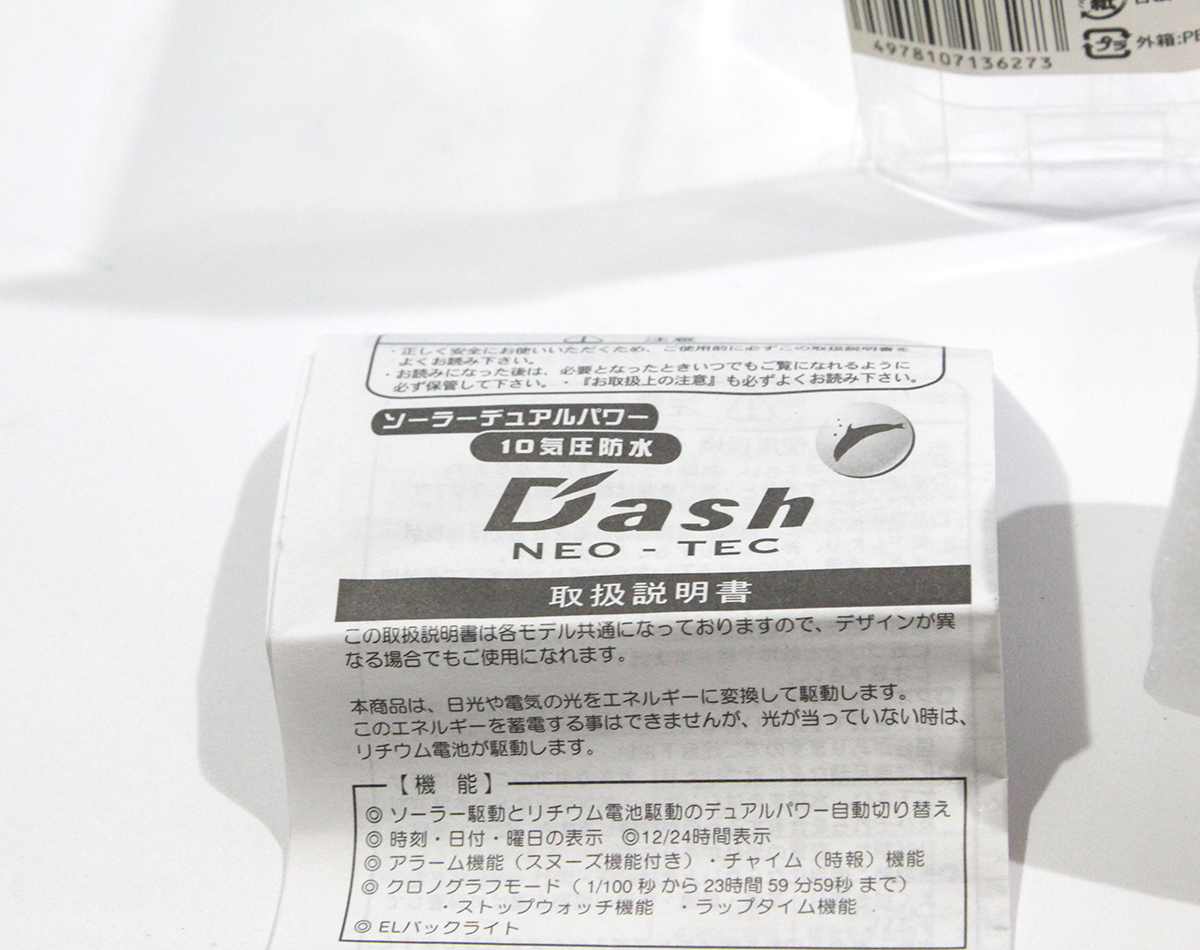 4978107136273
プラ 外箱:PE
注意
・正しく安全にお使いいただくため、ご使用前に必ずこの取扱説明書を
よくお読み下さい。
・お読みになった後は、必要となったときいつでもご覧になれるように
必ず保管して下さい。・『お取扱上の注意』も必ずよくお読み下さい。
ソーラーデュアルパワー
10気圧防水
Dash
NEO - TEC
取扱説明書
この取扱説明書は各モデル共通になっておりますので、デザインが異
なる場合でもご使用になれます。
本商品は、日光や電気の光をエネルギーに変換して駆動します。
このエネルギーを蓄電する事はできませんが、光が当っていない時は、
リチウム電池が駆動します。
【機 能】
◎ ソーラー駆動とリチウム電池駆動のデュアルパワー自動切り替え
◎ 時刻・日付・曜日の表示 ◎12/24時間表示
◎ アラーム機能（スヌーズ機能付き）・チャイム（時報）機能
◎ クロノグラフモード（1/100 秒 から 23時間 59 分59秒 まで）
・ストップウォッチ機能 ・ラップタイム機能
◎ ELバックライト